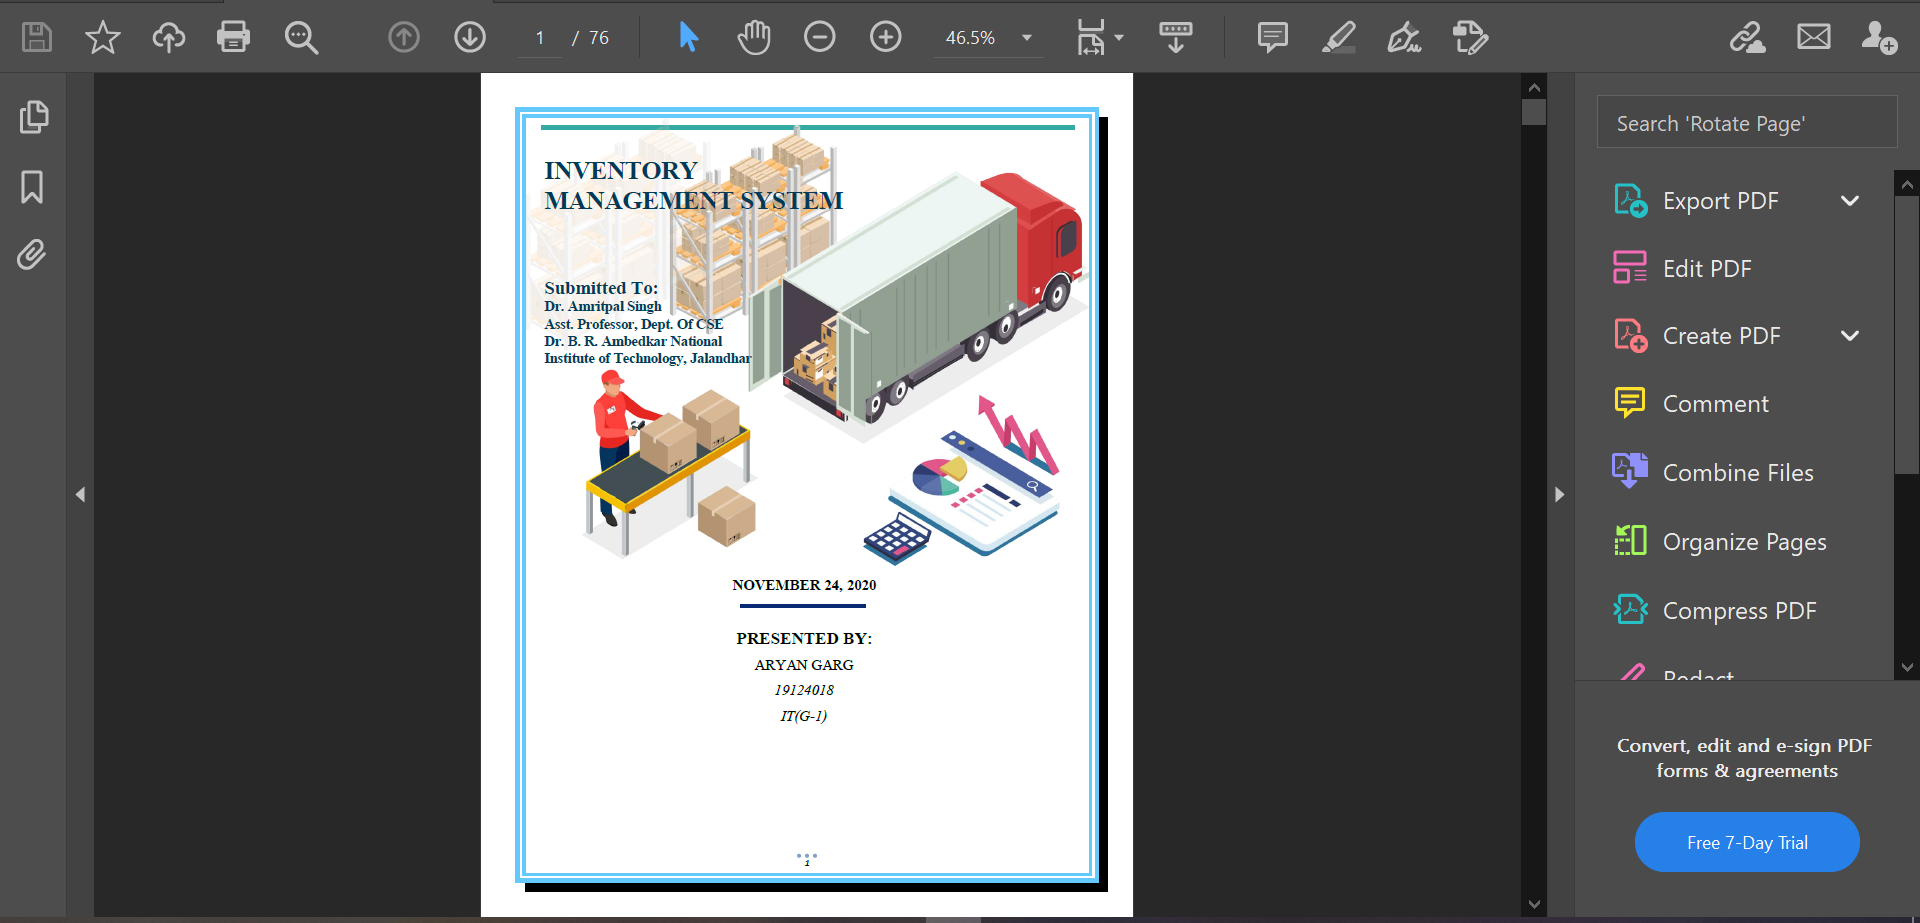 1 / 76
46.5%
INVENTORY
MANAGEMENT SYSTEM
Submitted To:
Dr. Amritpal Singh
Asst. Professor, Dept. Of CSE
Dr. B. R. Ambedkar National
Institute of Technology, Jalandhar
NOVEMBER 24, 2020
PRESENTED BY:
ARYAN GARG
19124018
IT(G-1)
1
Search 'Rotate Page'
Export PDF
Edit PDF
Create PDF
Comment
Combine Files
Organize Pages
Compress PDF
Redact
Convert, edit and e-sign PDF
forms & agreements
Free 7-Day Trial